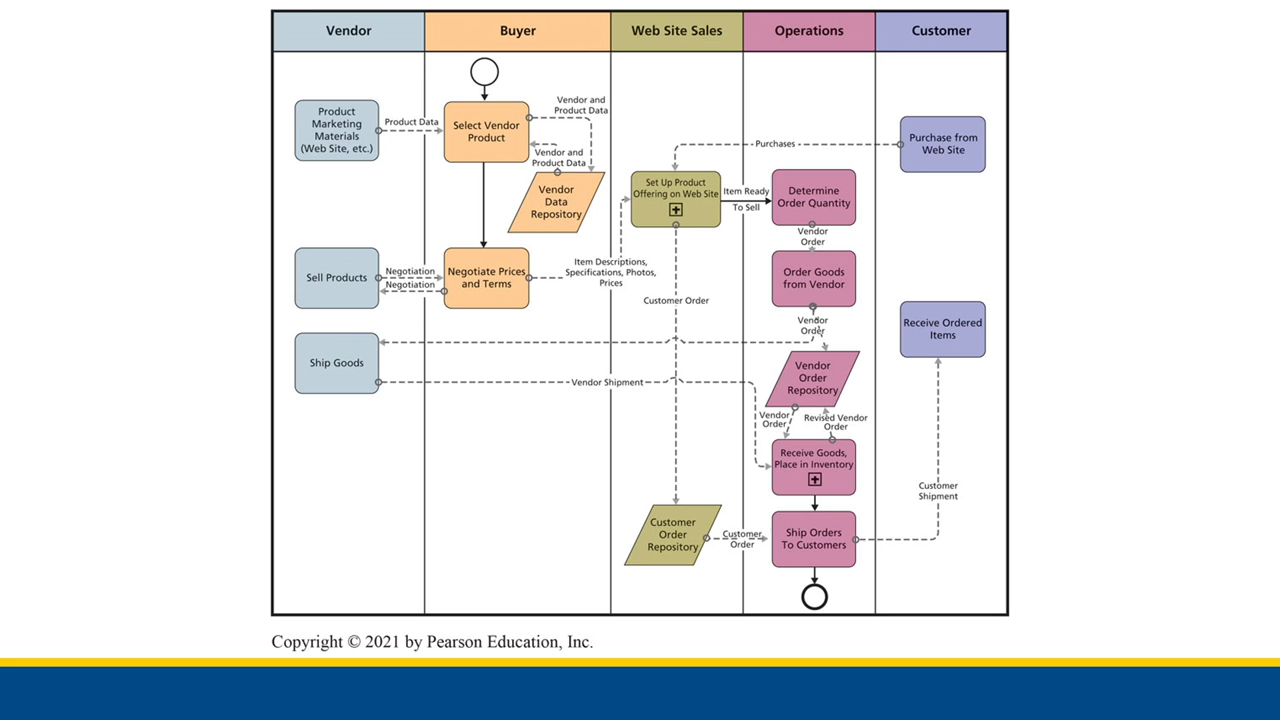 Vendor
Buyer
Web Site Sales
Operations
Customer
Product
Marketing
Materials
(Web Site, etc.)
Product Data
Select Vendor
Product
Vendor and
Product Data
Vendor and
Product Data
Vendor
Data
Repository
Purchases
Purchase from
Web Site
Set Up Product
Offering on Web Site
Item Ready
To Sell
Determine
Order Quantity
Vendor
Order
Sell Products
Negotiation
Negotiation
Negotiate Prices
and Terms
Item Descriptions,
Specifications, Photos,
Prices
Customer Order
Order Goods
from Vendor
Vendor
Order
Receive Ordered
Items
Ship Goods
Vendor Shipment
Vendor
Order
Repository
Vendor
Order
Revised Vendor
Order
Receive Goods,
Place in Inventory
Customer
Shipment
Customer
Order
Repository
Customer
Order
Ship Orders
To Customers
Copyright © 2021 by Pearson Education, Inc.